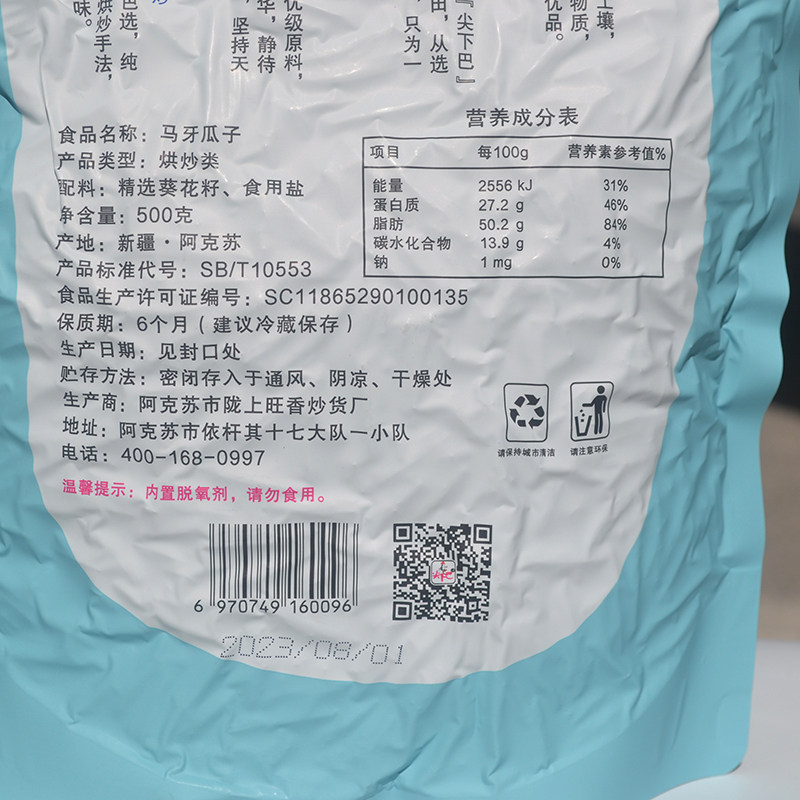 土壤,
物质,
优品。
『尖下巴』
田,从选
,只为一
优级原料,
华,静待
,坚持天
色选,纯
烘炒手法,
味。
食品名称: 马牙瓜子
产品类型: 烘炒类
配料: 精选葵花籽、食用盐
净含量: 500克
产地: 新疆·阿克苏
产品标准代号: SB/T10553
食品生产许可证编号: SC11865290100135
保质期: 6个月(建议冷藏保存)
生产日期: 见封口处
贮存方法: 密闭存入于通风、阴凉、干燥处
生产商: 阿克苏市陇上旺香炒货厂
地址: 阿克苏市依杆其十七大队一小队
电话: 400-168-0997
温馨提示: 内置脱氧剂,请勿食用。
营养成分表
项目 每100g 营养素参考值%
能量 2556 kJ 31%
蛋白质 27.2 g 46%
脂肪 50.2 g 84%
碳水化合物 13.9 g 4%
钠 1 mg 0%
请保持城市清洁 请注意环保
6 970749 160096
2023/08/01